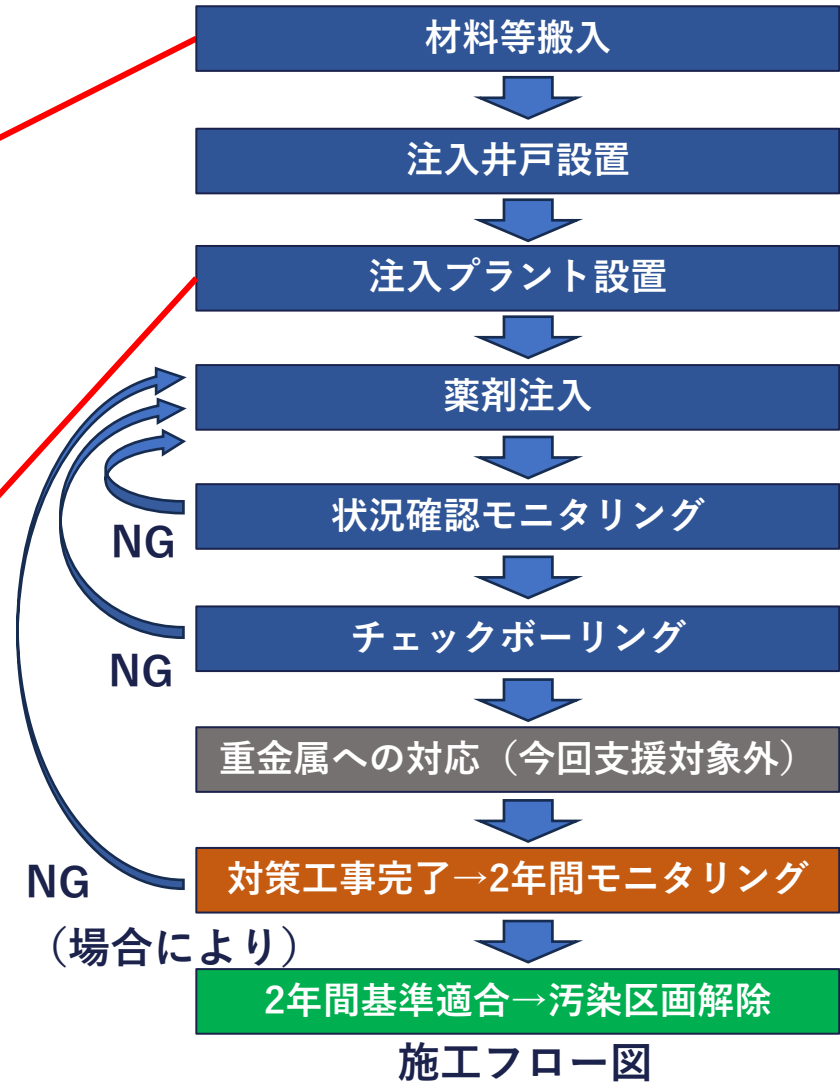 材料等搬入
注入井戸設置
注入プラント設置
薬剤注入
状況確認モニタリング
NG
チェックボーリング
NG
重金属への対応（今回支援対象外）
対策工事完了→2年間モニタリング
NG
（場合により）
2年間基準適合→汚染区画解除
施工フロー図